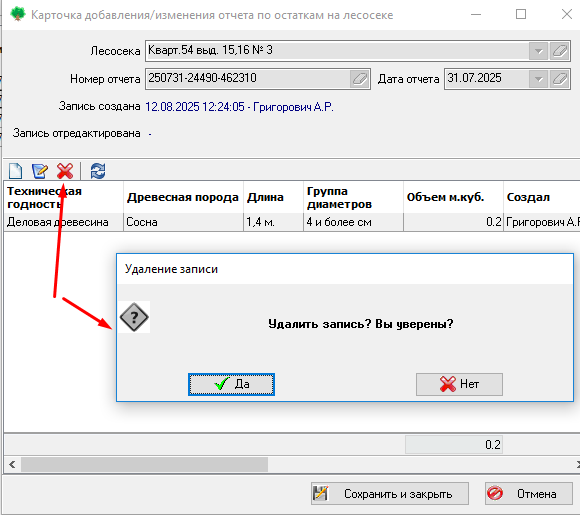 Карточка добавления/изменения отчета по остаткам на лесосеке
Лесосека Кварт.54 выд. 15,16 № 3
Номер отчета 250731-24490-462310 Дата отчета 31.07.2025
Запись создана 12.08.2025 12:24:05 - Григорович А.Р.
Запись отредактирована -
Техническая годность Древесная порода Длина Группа диаметров Объем м.куб. Создал
Деловая древесина Сосна 1,4 м. 4 и более см 0.2 Григорович А.Р
Удаление записи
?
Удалить запись? Вы уверены?
Да Нет
0.2
Сохранить и закрыть Отмена